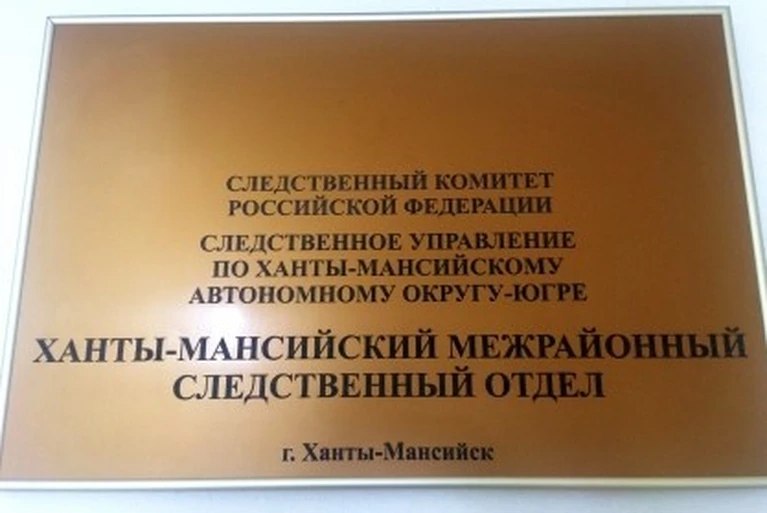 СЛЕДСТВЕННЫЙ КОМИТЕТ
РОССИЙСКОЙ ФЕДЕРАЦИИ
СЛЕДСТВЕННОЕ УПРАВЛЕНИЕ
ПО ХАНТЫ-МАНСИЙСКОМУ
АВТОНОМНОМУ ОКРУГУ-ЮГРЕ
ХАНТЫ-МАНСИЙСКИЙ МЕЖРАЙОННЫЙ
СЛЕДСТВЕННЫЙ ОТДЕЛ
г. Ханты-Мансийск